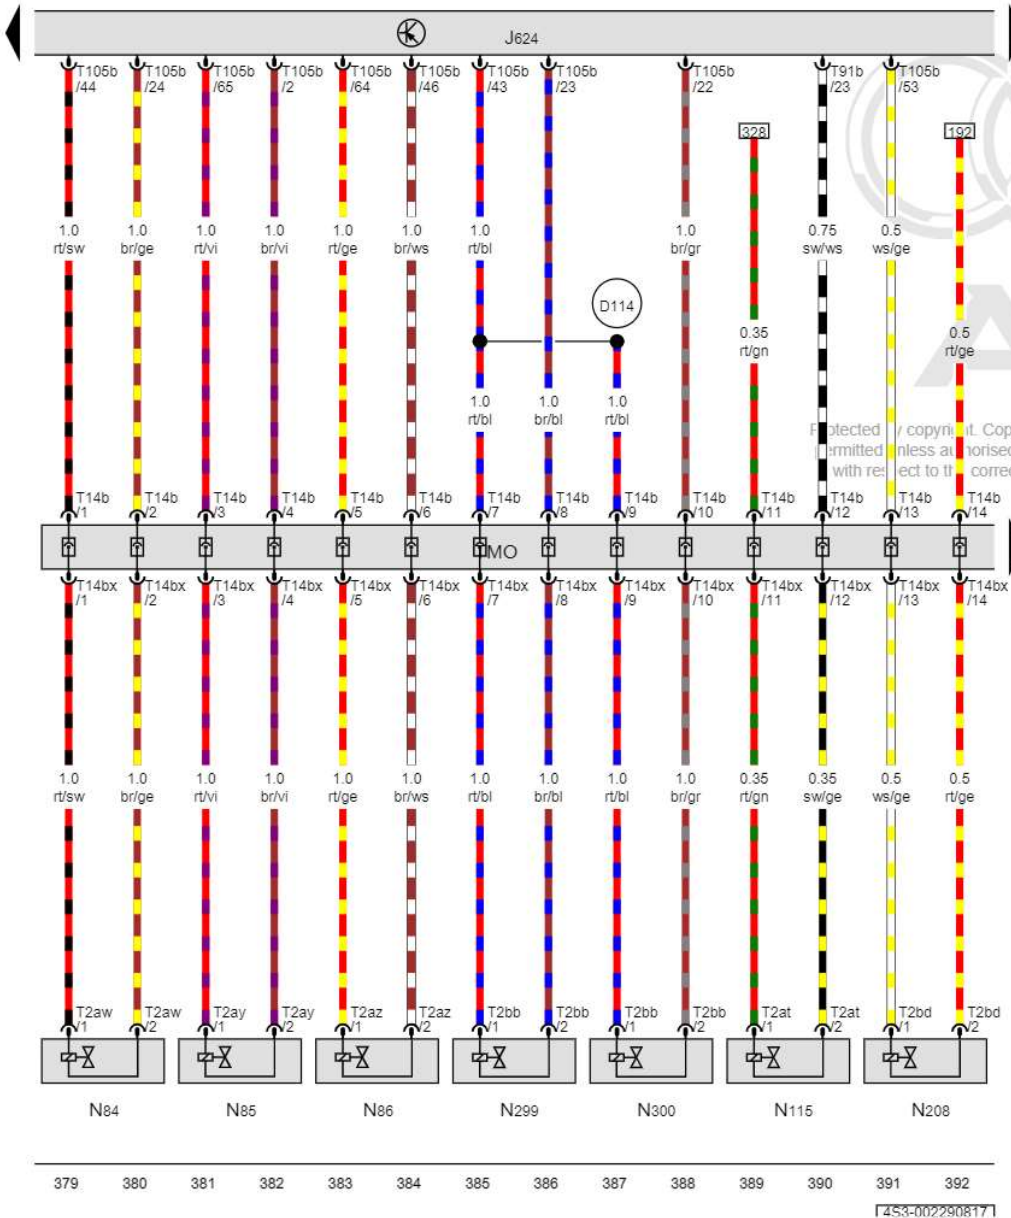 J624
T105b T105b T105b T105b T105b T105b T105b T105b T105b T91b T105b
/44 /24 /65 /2 /64 /46 /43 /23 /22 /23 /53
328 192
1.0 1.0 1.0 1.0 1.0 1.0 1.0 1.0 0.75 0.5
rt/sw br/ge rt/vi br/vi rt/ge br/ws rt/bl br/gr sw/ws ws/ge
D114
0.35 0.5
rt/gn rt/ge
1.0 1.0 1.0
rt/bl br/bl rt/bl
Protected by copyright. Cop
permitted unless authorised
with respect to the correc
T14b T14b T14b T14b T14b T14b T14b T14b T14b T14b T14b T14b T14b T14b
/1 /2 /3 /4 /5 /6 /7 /8 /9 /10 /11 /12 /13 /14
TMO
T14bx T14bx T14bx T14bx T14bx T14bx T14bx T14bx T14bx T14bx T14bx T14bx T14bx T14bx
/1 /2 /3 /4 /5 /6 /7 /8 /9 /10 /11 /12 /13 /14
1.0 1.0 1.0 1.0 1.0 1.0 1.0 1.0 1.0 1.0 0.35 0.35 0.5 0.5
rt/sw br/ge rt/vi br/vi rt/ge br/ws rt/bl br/bl rt/bl br/gr rt/gn sw/ge ws/ge rt/ge
T2aw T2aw T2ay T2ay T2az T2az T2bb T2bb T2bb T2bb T2at T2at T2bd T2bd
/1 /2 /1 /2 /1 /2 /1 /2 /1 /2 /1 /2 /1 /2
N84 N85 N86 N299 N300 N115 N208
379 380 381 382 383 384 385 386 387 388 389 390 391 392
4S3-002290817